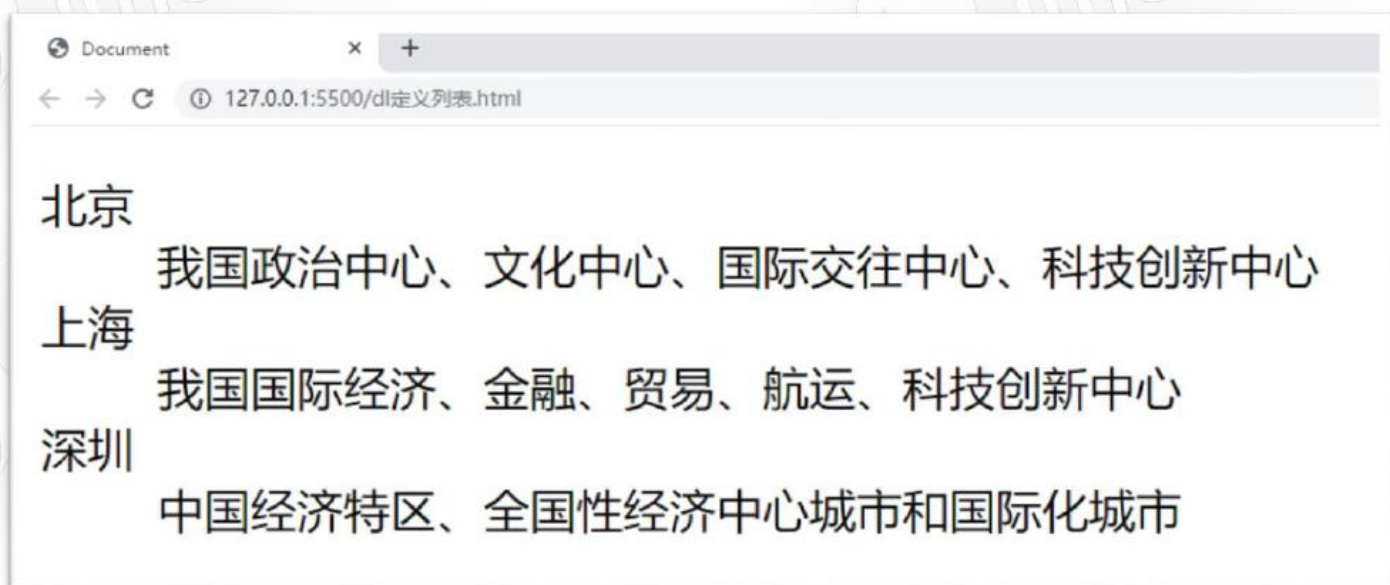 Document
127.0.0.1:5500/dl定义列表.html
北京
我国政治中心、文化中心、国际交往中心、科技创新中心
上海
我国国际经济、金融、贸易、航运、科技创新中心
深圳
中国经济特区、全国性经济中心城市和国际化城市